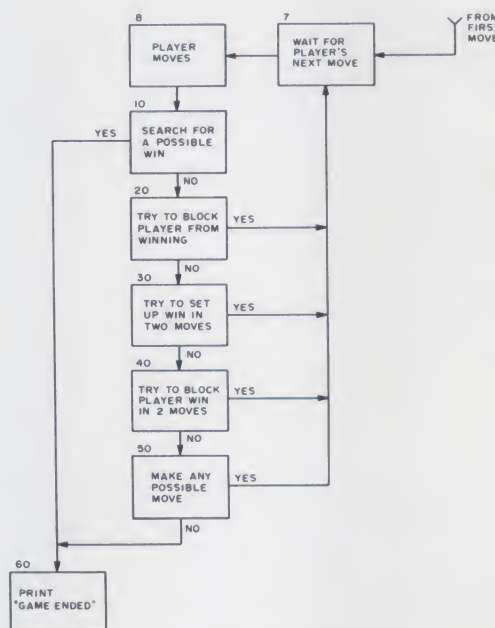 8
PLAYER
MOVES
7
WAIT FOR
PLAYER'S
NEXT MOVE
FROM
FIRST
MOVE
10
SEARCH FOR
A POSSIBLE
WIN
YES
NO
20
TRY TO BLOCK
PLAYER FROM
WINNING
YES
NO
30
TRY TO SET
UP WIN IN
TWO MOVES
YES
NO
40
TRY TO BLOCK
PLAYER WIN
IN 2 MOVES
YES
NO
50
MAKE ANY
POSSIBLE
MOVE
YES
NO
60
PRINT
"GAME ENDED"